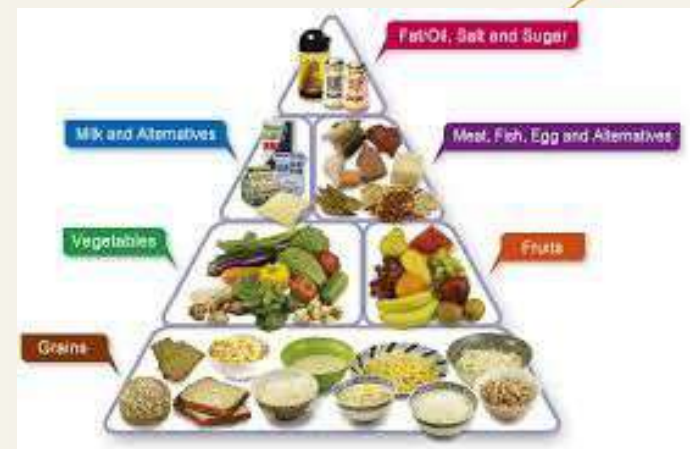 Fat/Oil, Salt and Sugar
Milk and Alternatives
Meat, Fish, Egg and Alternatives
Vegetables
Fruits
Grains